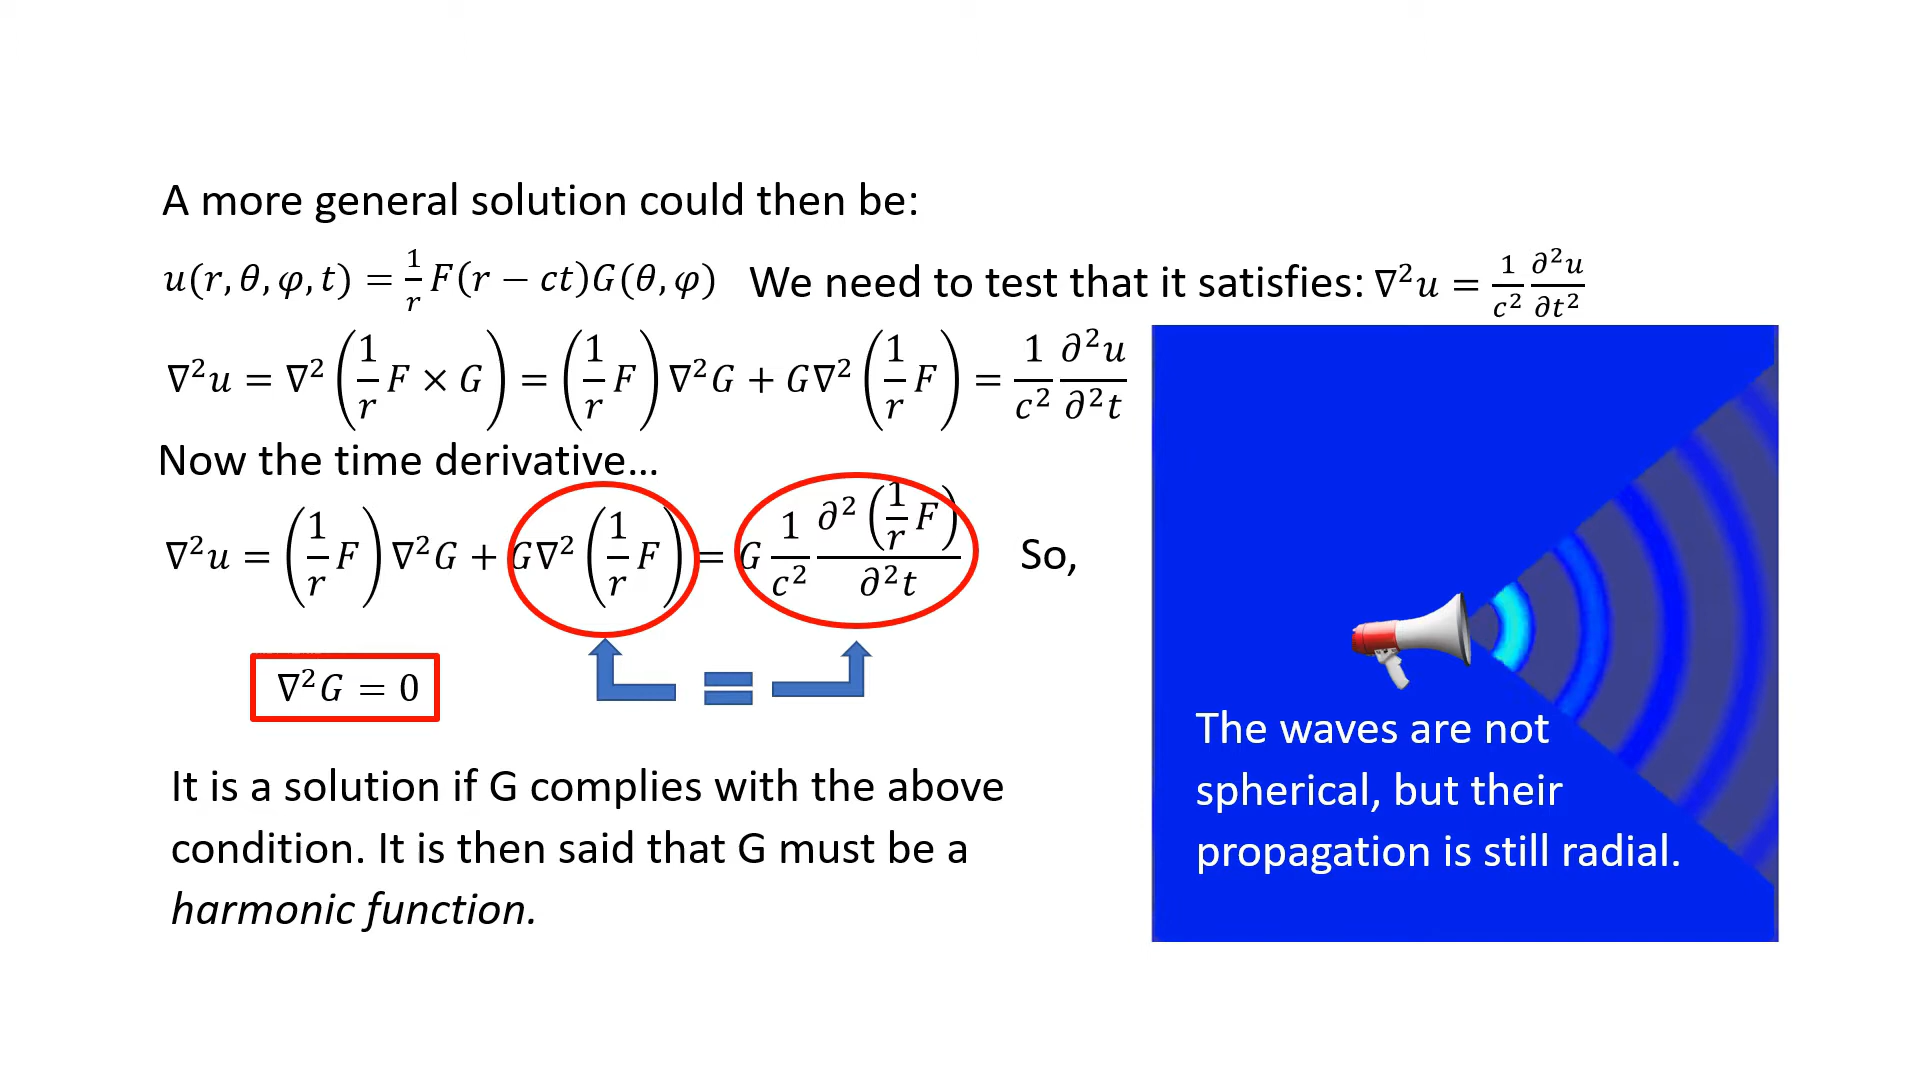 A more general solution could then be:
u(r, θ, φ, t) = 1/r F(r − ct)G(θ, φ) We need to test that it satisfies: ∇²u = 1/c² ∂²u/∂t²
∇²u = ∇²(1/r F × G) = (1/r F)∇²G + G∇²(1/r F) = 1/c² ∂²u/∂²t
Now the time derivative…
∇²u = (1/r F)∇²G + G∇²(1/r F) = G 1/c² ∂²(1/r F)/∂²t So,
=
∇²G = 0
It is a solution if G complies with the above
condition. It is then said that G must be a
harmonic function.
The waves are not
spherical, but their
propagation is still radial.